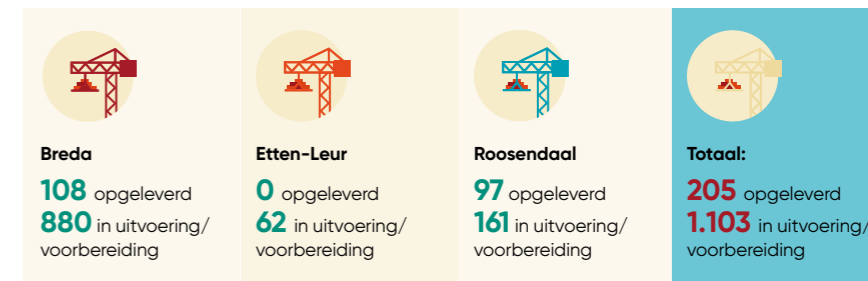 Breda
108 opgeleverd
880 in uitvoering/
voorbereiding
Etten-Leur
0 opgeleverd
62 in uitvoering/
voorbereiding
Roosendaal
97 opgeleverd
161 in uitvoering/
voorbereiding
Totaal:
205 opgeleverd
1.103 in uitvoering/
voorbereiding